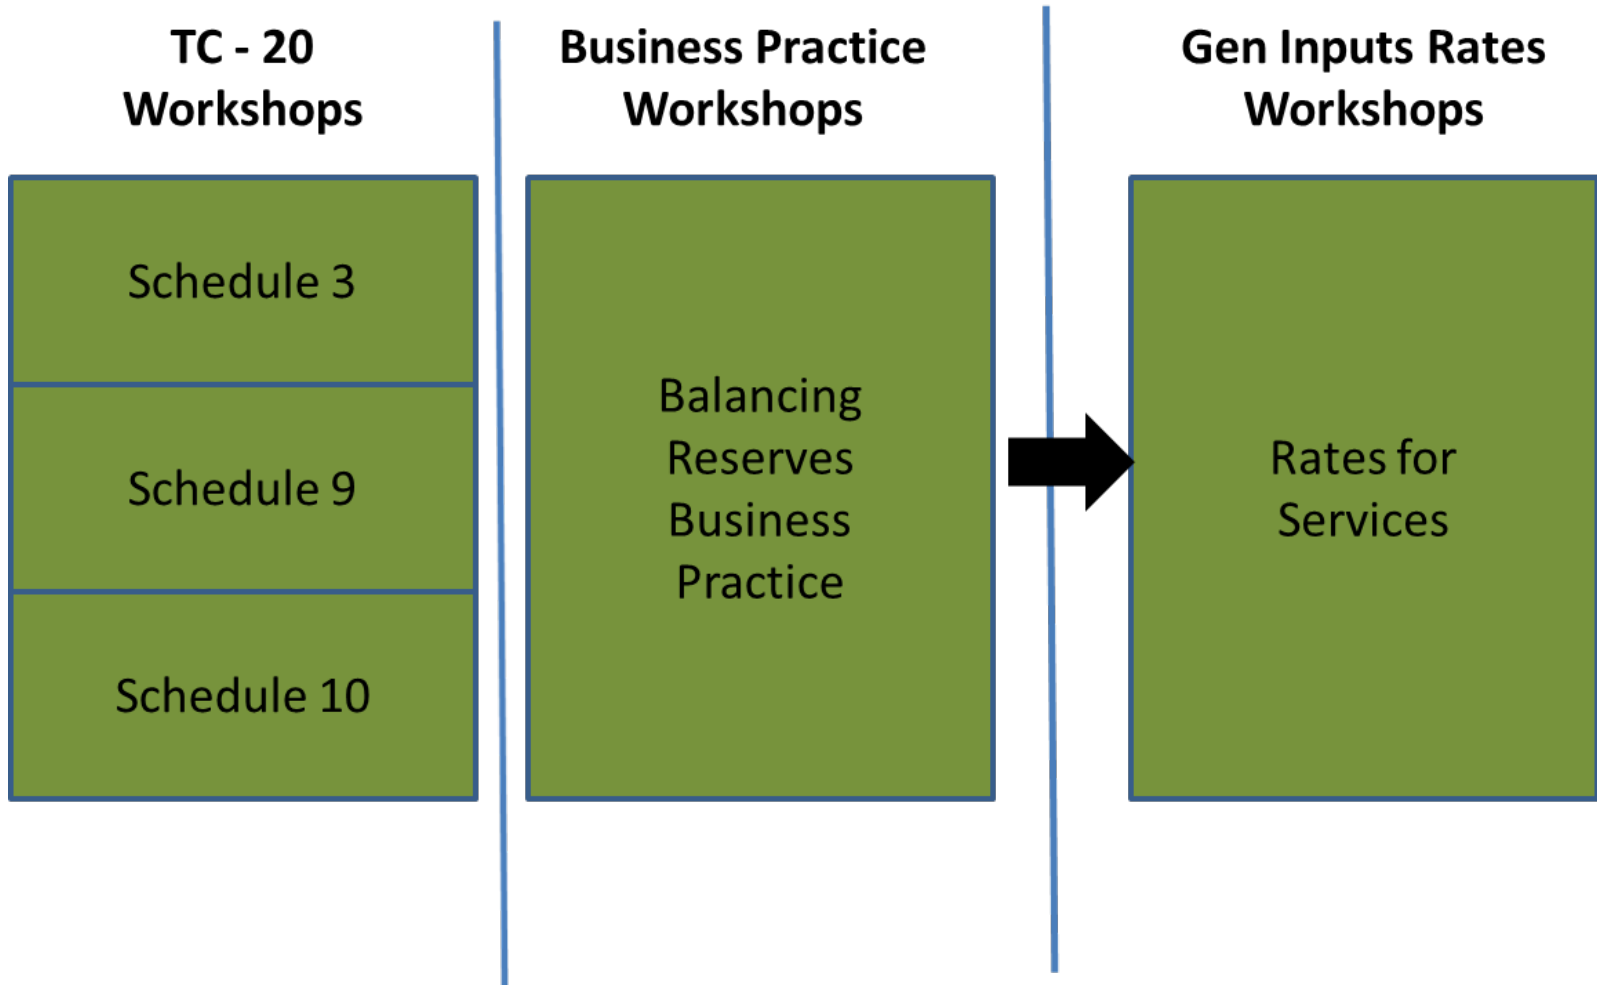 TC - 20
Workshops
Business Practice
Workshops
Gen Inputs Rates
Workshops
Schedule 3
Schedule 9
Schedule 10
Balancing
Reserves
Business
Practice
Rates for
Services